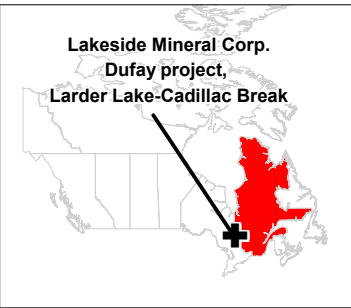 Lakeside Mineral Corp.
Dufay project,
Larder Lake-Cadillac Break